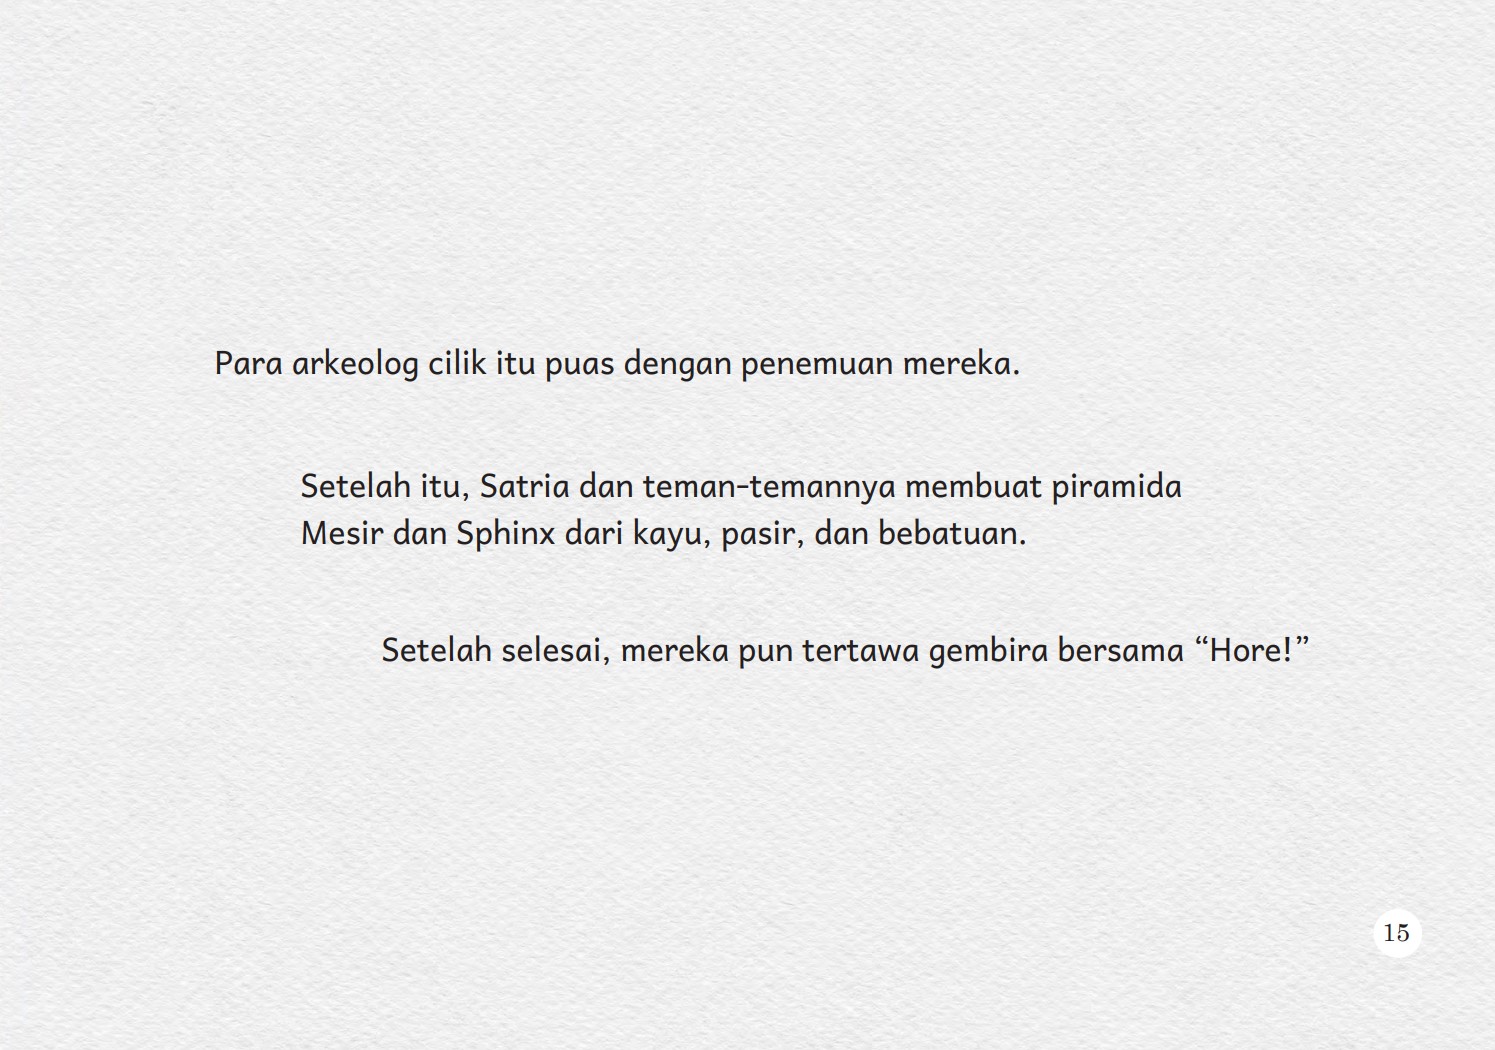 Para arkeolog cilik itu puas dengan penemuan mereka.
Setelah itu, Satria dan teman-temannya membuat piramida
Mesir dan Sphinx dari kayu, pasir, dan bebatuan.
Setelah selesai, mereka pun tertawa gembira bersama “Hore!”
15